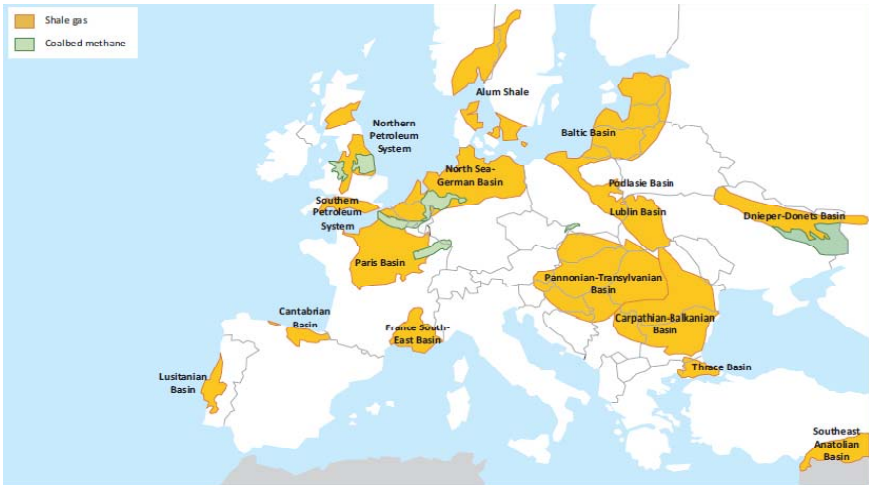 Shale gas
Coalbed methane
Alum Shale
Northern
Petroleum
System
Baltic Basin
North Sea-
German Basin
Podlasie Basin
Southern
Petroleum
System
Lublin Basin
Dnieper-Donets Basin
Paris Basin
Pannonian-Transylvanian
Basin
Cantabrian
Basin
France South-
East Basin
Carpathian-Balkanian
Basin
Thrace Basin
Lusitanian
Basin
Southeast
Anatolian
Basin